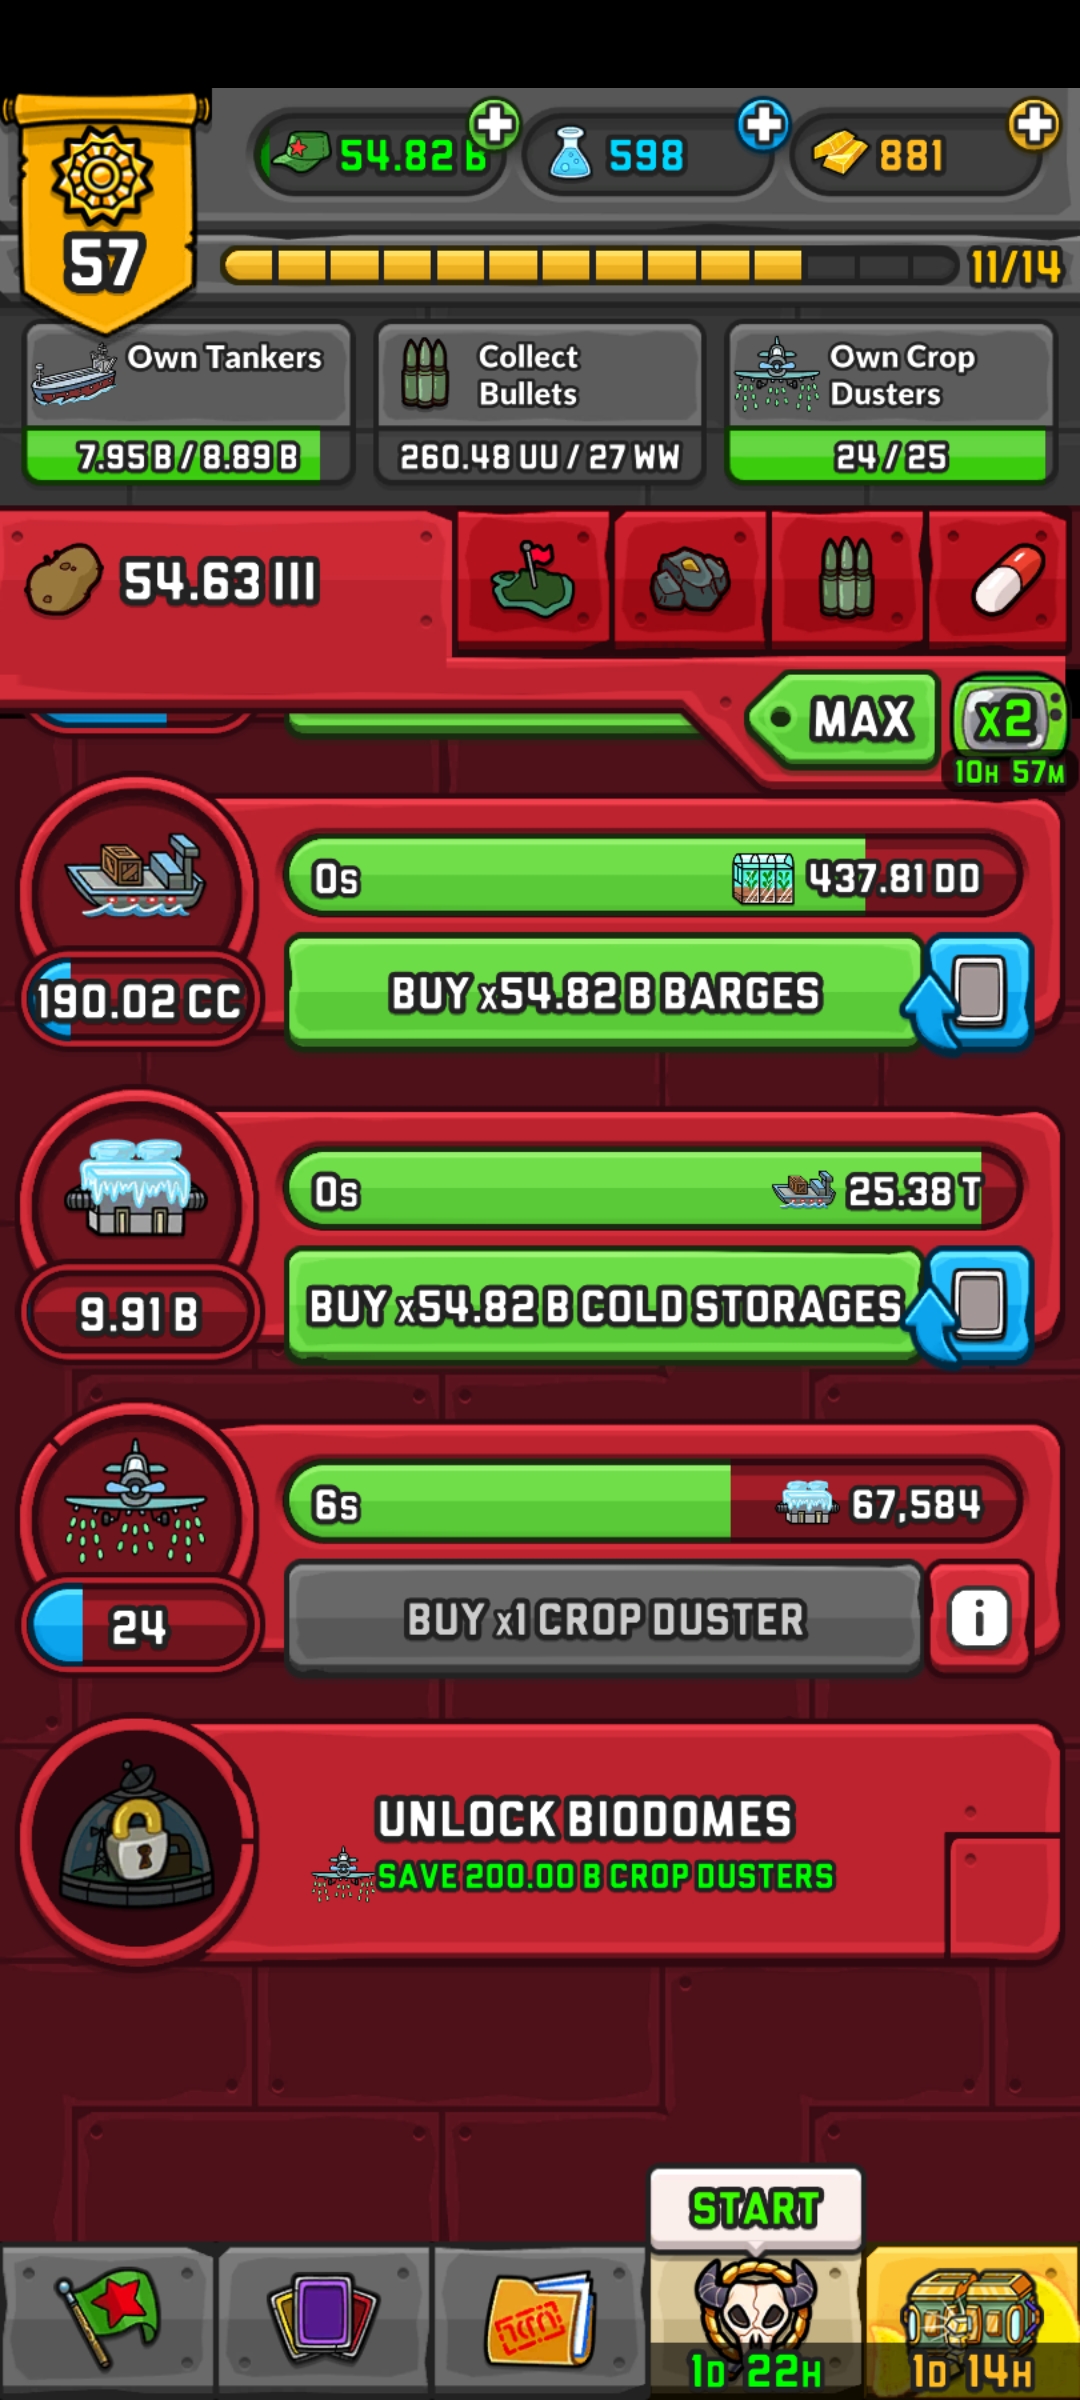 54.82 B
598
881
57
11/14
Own Tankers
7.95 B / 8.89 B
Collect
Bullets
260.48 UU / 27 WW
Own Crop
Dusters
24 / 25
54.63 III
MAX
x2
10H 57M
0s
437.81 DD
190.02 CC
BUY x54.82 B BARGES
0s
25.38 T
9.91 B
BUY x54.82 B COLD STORAGES
6s
67,584
24
BUY x1 CROP DUSTER
i
UNLOCK BIODOMES
SAVE 200.00 B CROP DUSTERS
START
1D 22H
1D 14H